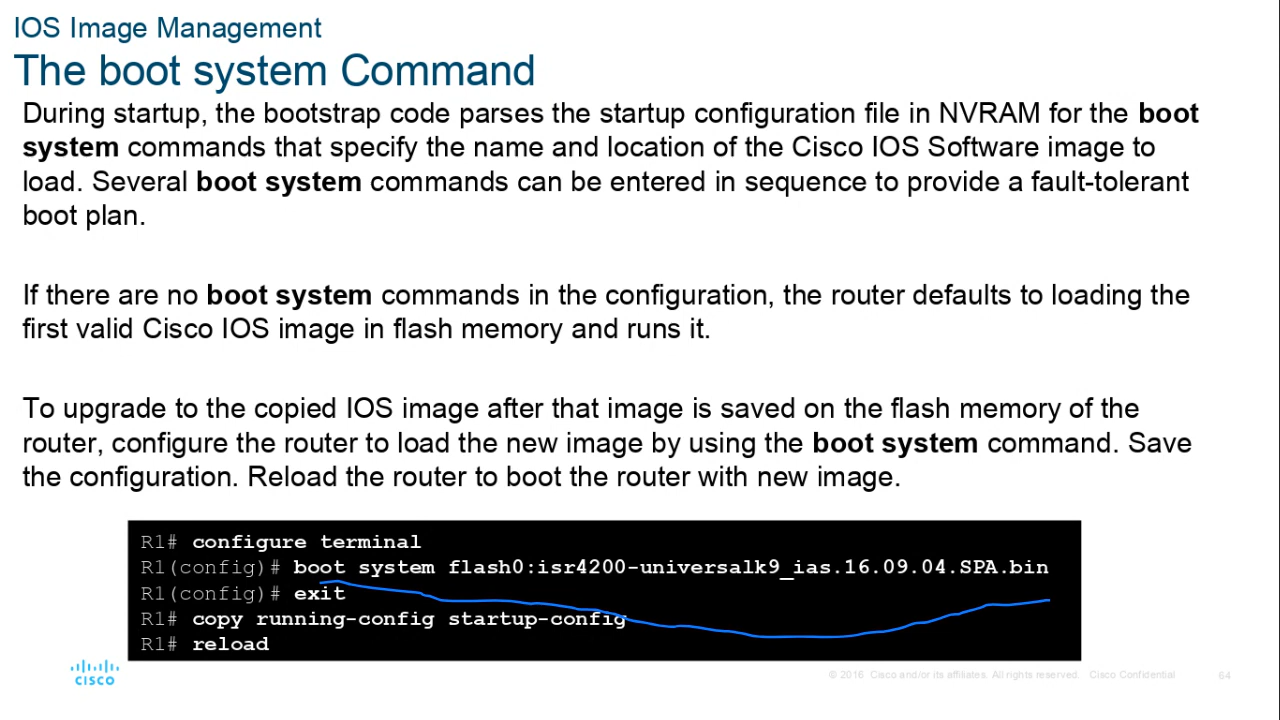 IOS Image Management
The boot system Command
During startup, the bootstrap code parses the startup configuration file in NVRAM for the boot
system commands that specify the name and location of the Cisco IOS Software image to
load. Several boot system commands can be entered in sequence to provide a fault-tolerant
boot plan.
If there are no boot system commands in the configuration, the router defaults to loading the
first valid Cisco IOS image in flash memory and runs it.
To upgrade to the copied IOS image after that image is saved on the flash memory of the
router, configure the router to load the new image by using the boot system command. Save
the configuration. Reload the router to boot the router with new image.
R1# configure terminal
R1(config)# boot system flash0:isr4200-universalk9_ias.16.09.04.SPA.bin
R1(config)# exit
R1# copy running-config startup-config
R1# reload
CISCO
© 2016 Cisco and/or its affiliates. All rights reserved. Cisco Confidential
64